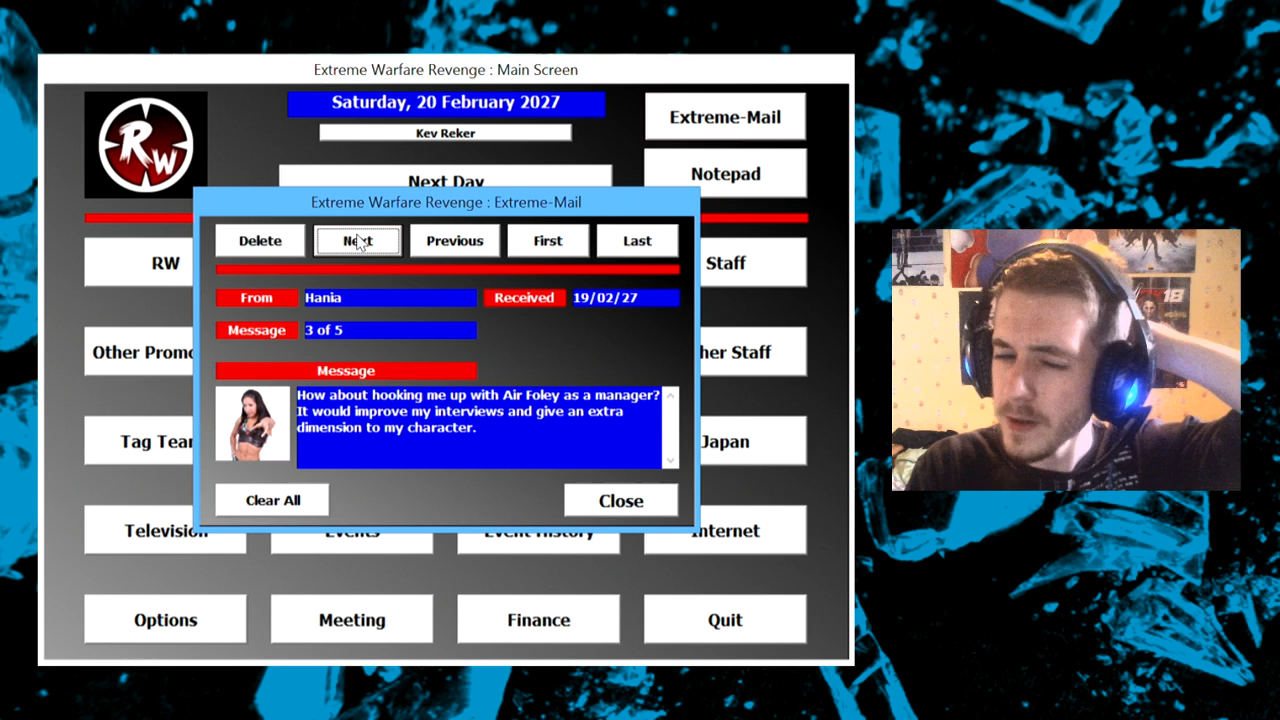 Extreme Warfare Revenge : Main Screen
RW
Saturday, 20 February 2027
Kev Reker
Extreme-Mail
Next Day
Notepad
Extreme Warfare Revenge : Extreme-Mail
Delete
Next
Previous
First
Last
From
Hania
Received
19/02/27
Message
3 of 5
Message
How about hooking me up with Air Foley as a manager?
It would improve my interviews and give an extra
dimension to my character.
Clear All
Close
RW
Staff
Other Promo
her Staff
Tag Tea
Japan
Television
Events
Event History
Internet
Options
Meeting
Finance
Quit
18